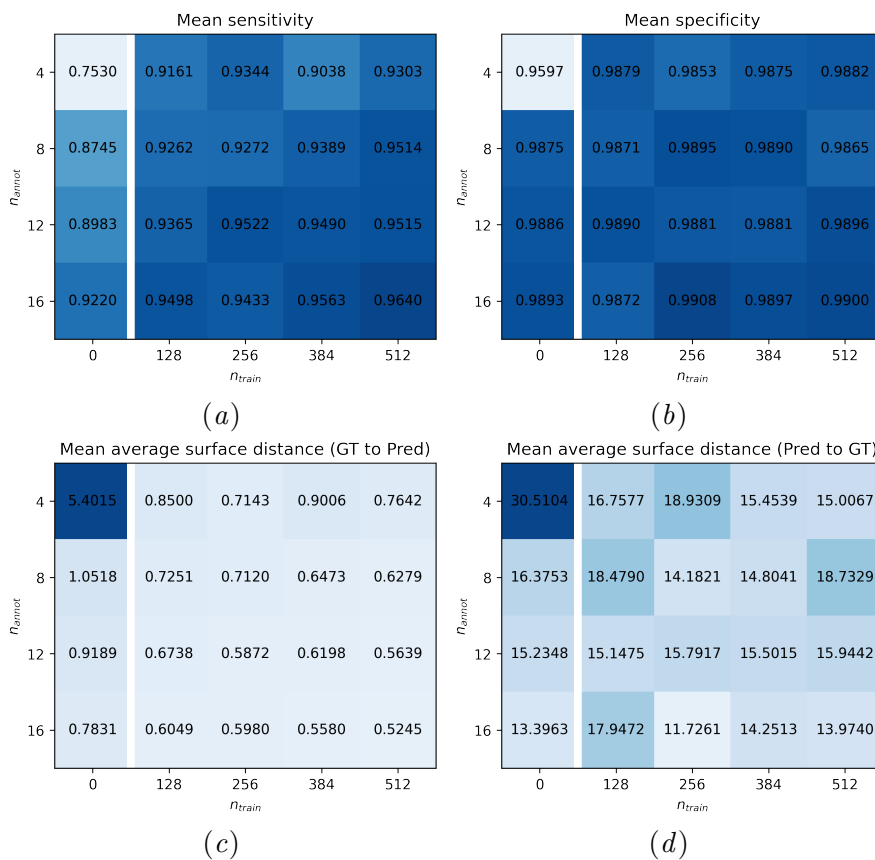 Mean sensitivity
4 0.7530 0.9161 0.9344 0.9038 0.9303
8 0.8745 0.9262 0.9272 0.9389 0.9514
12 0.8983 0.9365 0.9522 0.9490 0.9515
16 0.9220 0.9498 0.9433 0.9563 0.9640
n_annot
0 128 256 384 512
n_train
(a)
Mean specificity
4 0.9597 0.9879 0.9853 0.9875 0.9882
8 0.9875 0.9871 0.9895 0.9890 0.9865
12 0.9886 0.9890 0.9881 0.9881 0.9896
16 0.9893 0.9872 0.9908 0.9897 0.9900
n_annot
0 128 256 384 512
n_train
(b)
Mean average surface distance (GT to Pred)
4 5.4015 0.8500 0.7143 0.9006 0.7642
8 1.0518 0.7251 0.7120 0.6473 0.6279
12 0.9189 0.6738 0.5872 0.6198 0.5639
16 0.7831 0.6049 0.5980 0.5580 0.5245
n_annot
0 128 256 384 512
n_train
(c)
Mean average surface distance (Pred to GT)
4 30.5104 16.7577 18.9309 15.4539 15.0067
8 16.3753 18.4790 14.1821 14.8041 18.7329
12 15.2348 15.1475 15.7917 15.5015 15.9442
16 13.3963 17.9472 11.7261 14.2513 13.9740
n_annot
0 128 256 384 512
n_train
(d)